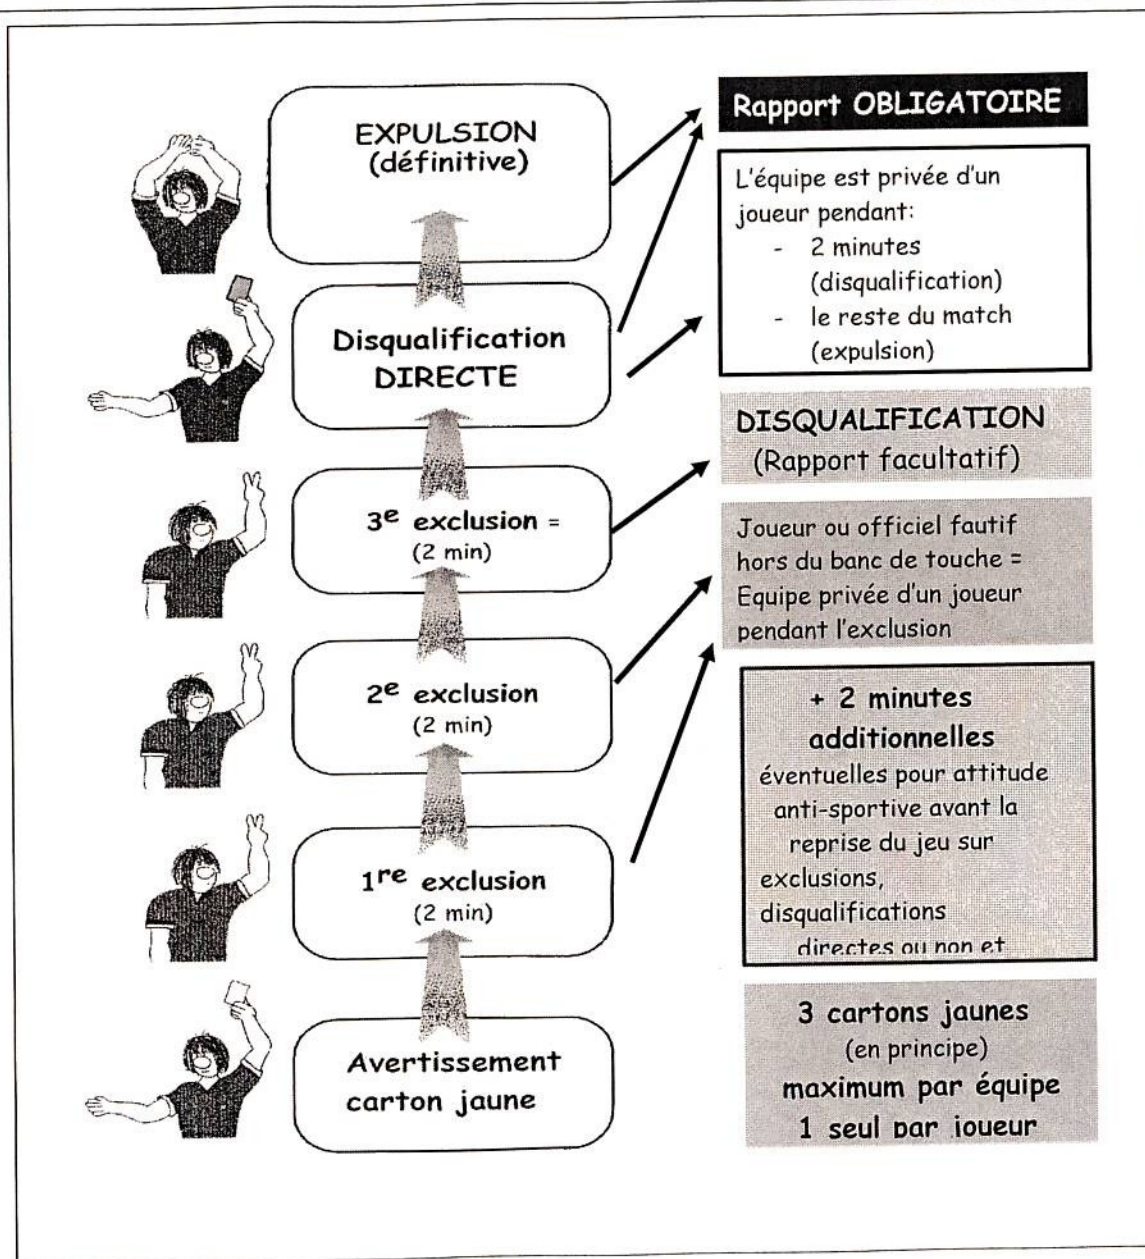 EXPULSION
(définitive)
Disqualification
DIRECTE
3e exclusion =
(2 min)
2e exclusion
(2 min)
1re exclusion
(2 min)
Avertissement
carton jaune
Rapport OBLIGATOIRE
L'équipe est privée d'un
joueur pendant:
- 2 minutes
(disqualification)
- le reste du match
(expulsion)
DISQUALIFICATION
(Rapport facultatif)
Joueur ou officiel fautif
hors du banc de touche =
Equipe privée d'un joueur
pendant l'exclusion
+ 2 minutes
additionnelles
éventuelles pour attitude
anti-sportive avant la
reprise du jeu sur
exclusions,
disqualifications
directes ou non et
3 cartons jaunes
(en principe)
maximum par équipe
1 seul par joueur